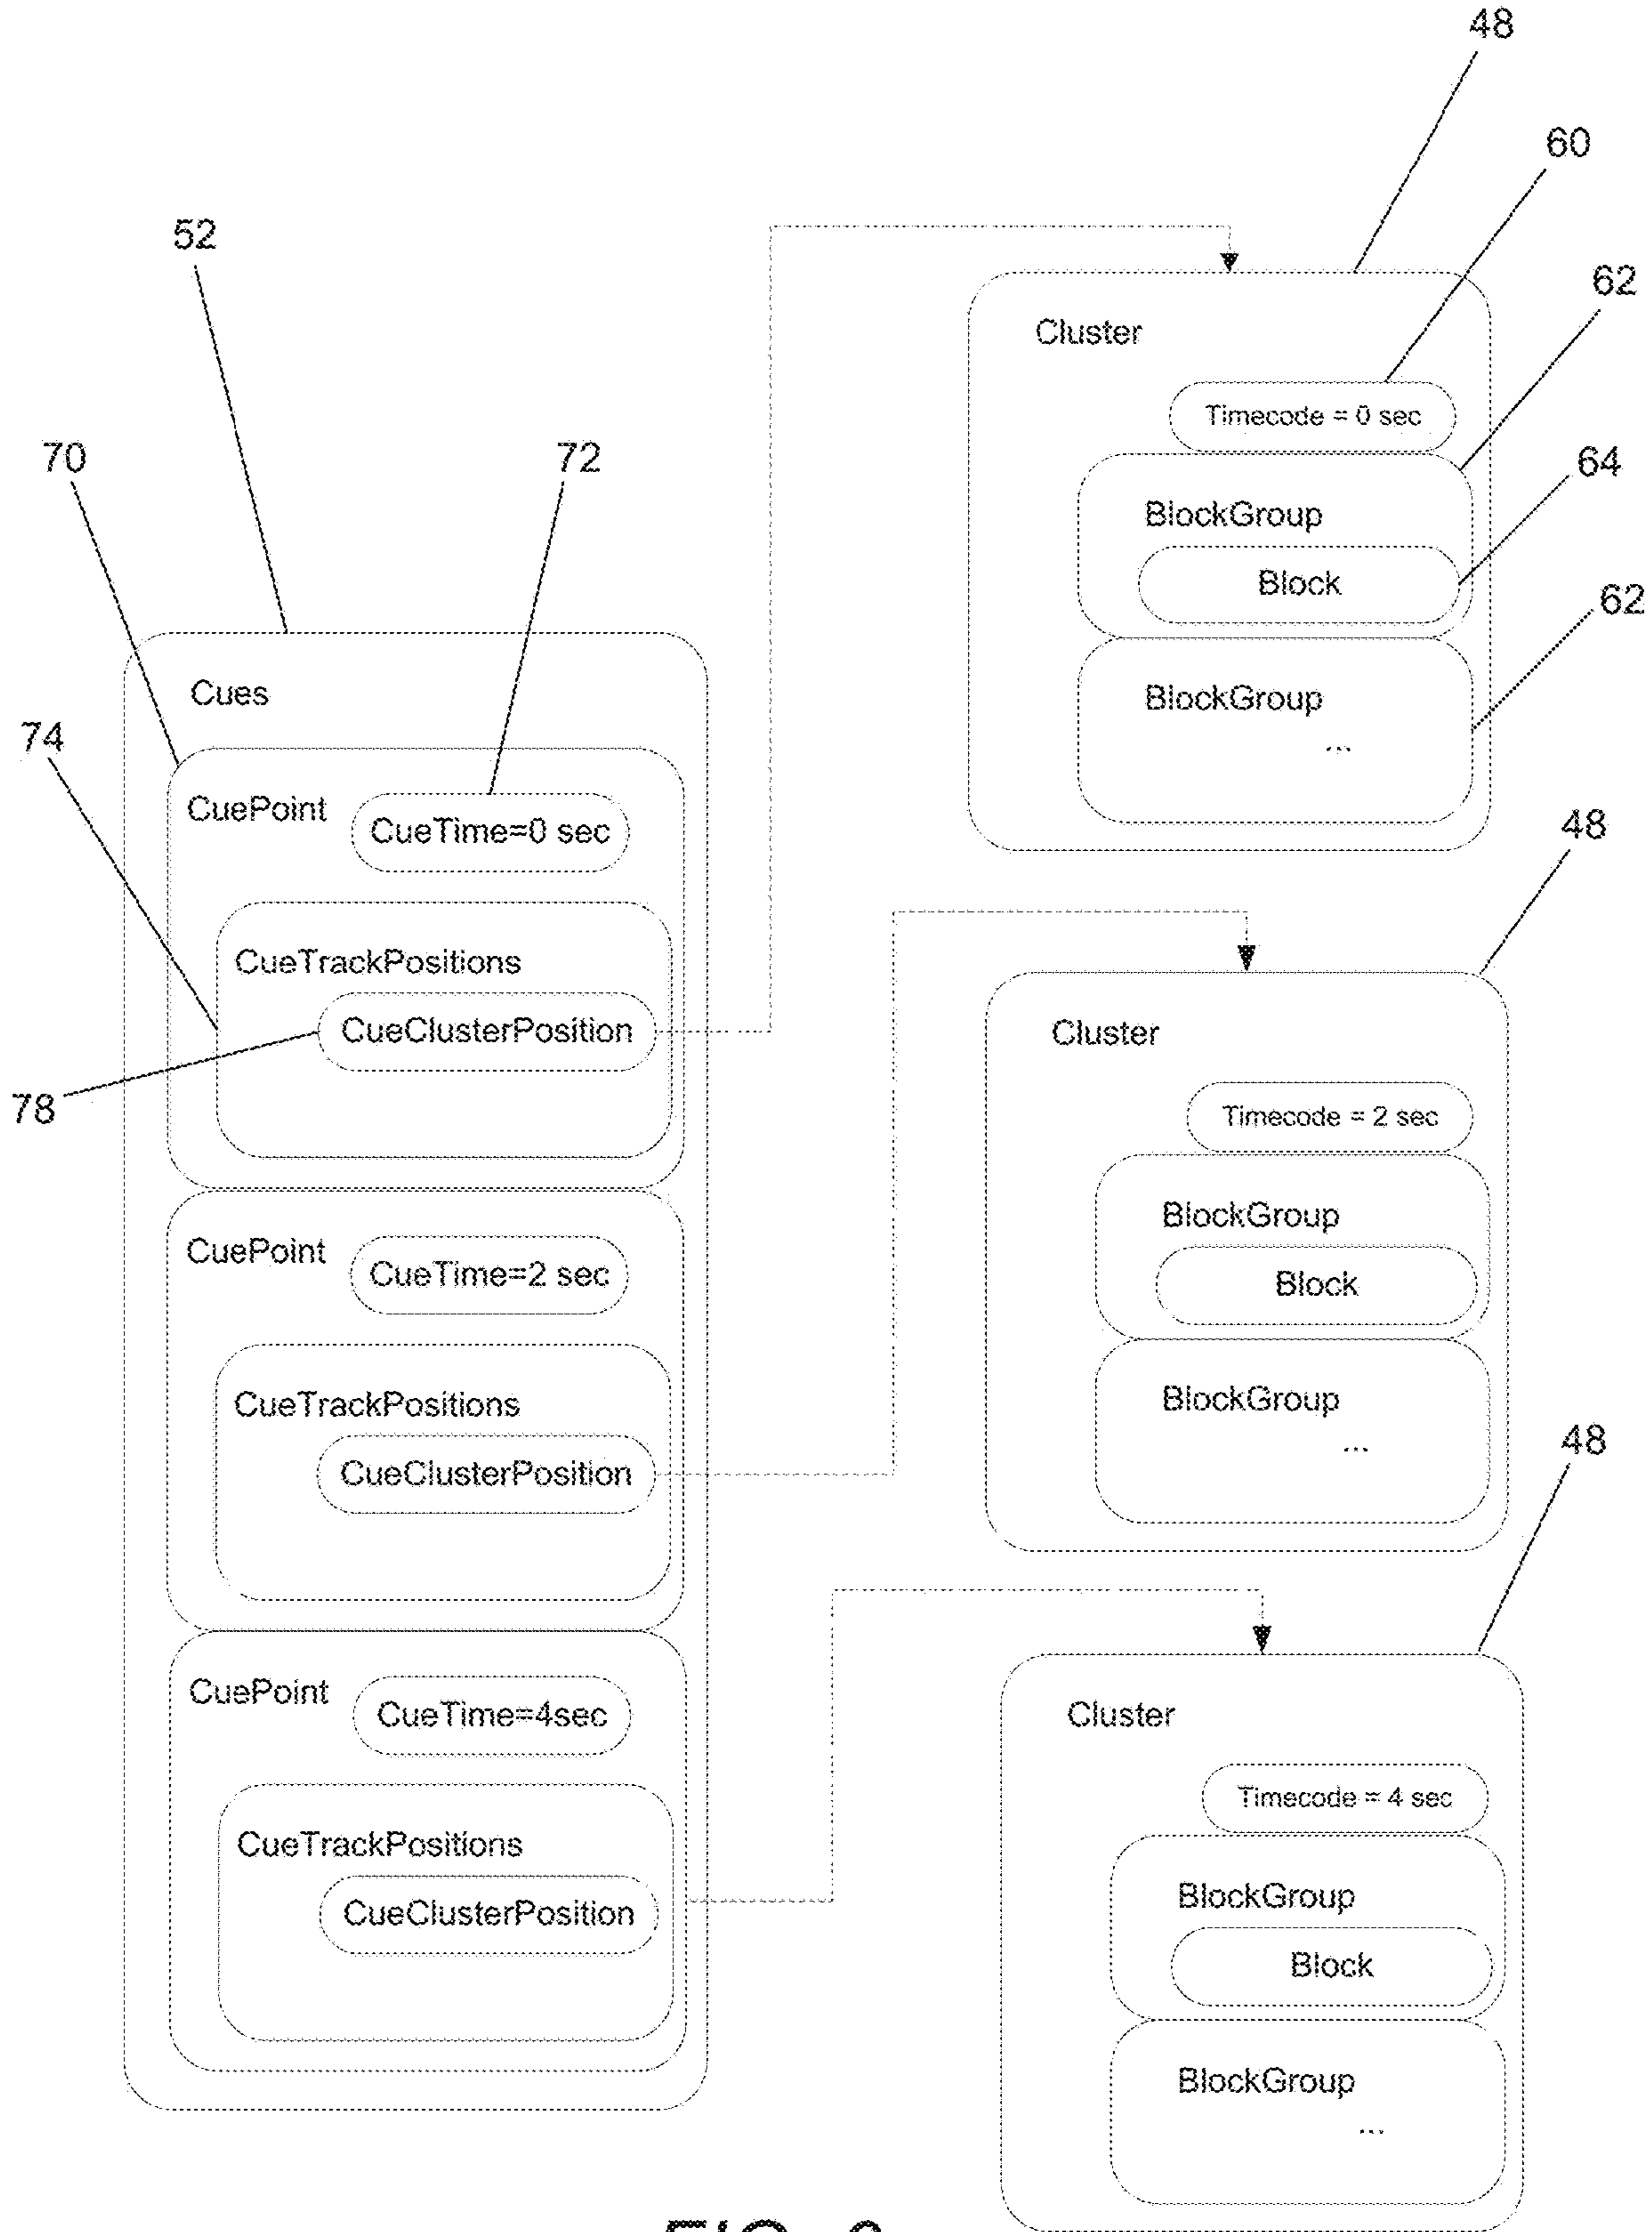 48
60
52
62
Cluster
Timecode = 0 sec
70
72
64
BlockGroup
Block
62
Cues
BlockGroup
...
74
CuePoint
CueTime=0 sec
48
CueTrackPositions
CueClusterPosition
Cluster
78
Timecode = 2 sec
BlockGroup
CuePoint
CueTime=2 sec
Block
CueTrackPositions
BlockGroup
...
48
CueClusterPosition
CuePoint
CueTime=4sec
Cluster
Timecode = 4 sec
CueTrackPositions
BlockGroup
CueClusterPosition
Block
BlockGroup
...
FIG.